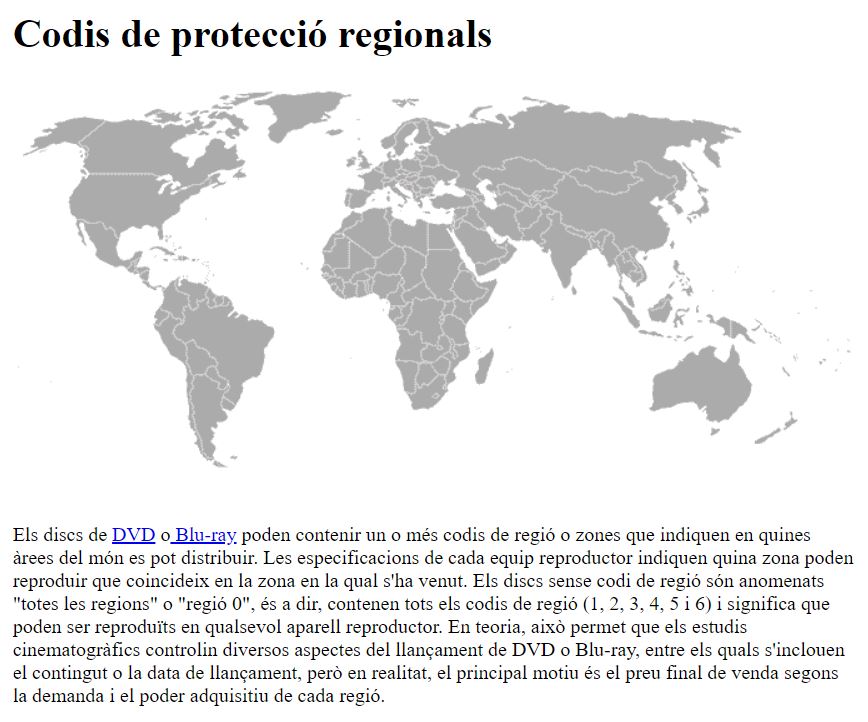 Codis de protecció regionals
Els discs de DVD o Blu-ray poden contenir un o més codis de regió o zones que indiquen en quines
àrees del món es pot distribuir. Les especificacions de cada equip reproductor indiquen quina zona poden
reproduir que coincideix en la zona en la qual s'ha venut. Els discs sense codi de regió són anomenats
"totes les regions" o "regió 0", és a dir, contenen tots els codis de regió (1, 2, 3, 4, 5 i 6) i significa que
poden ser reproduïts en qualsevol aparell reproductor. En teoria, això permet que els estudis
cinematogràfics controlin diversos aspectes del llançament de DVD o Blu-ray, entre els quals s'inclouen
el contingut o la data de llançament, però en realitat, el principal motiu és el preu final de venda segons
la demanda i el poder adquisitiu de cada regió.